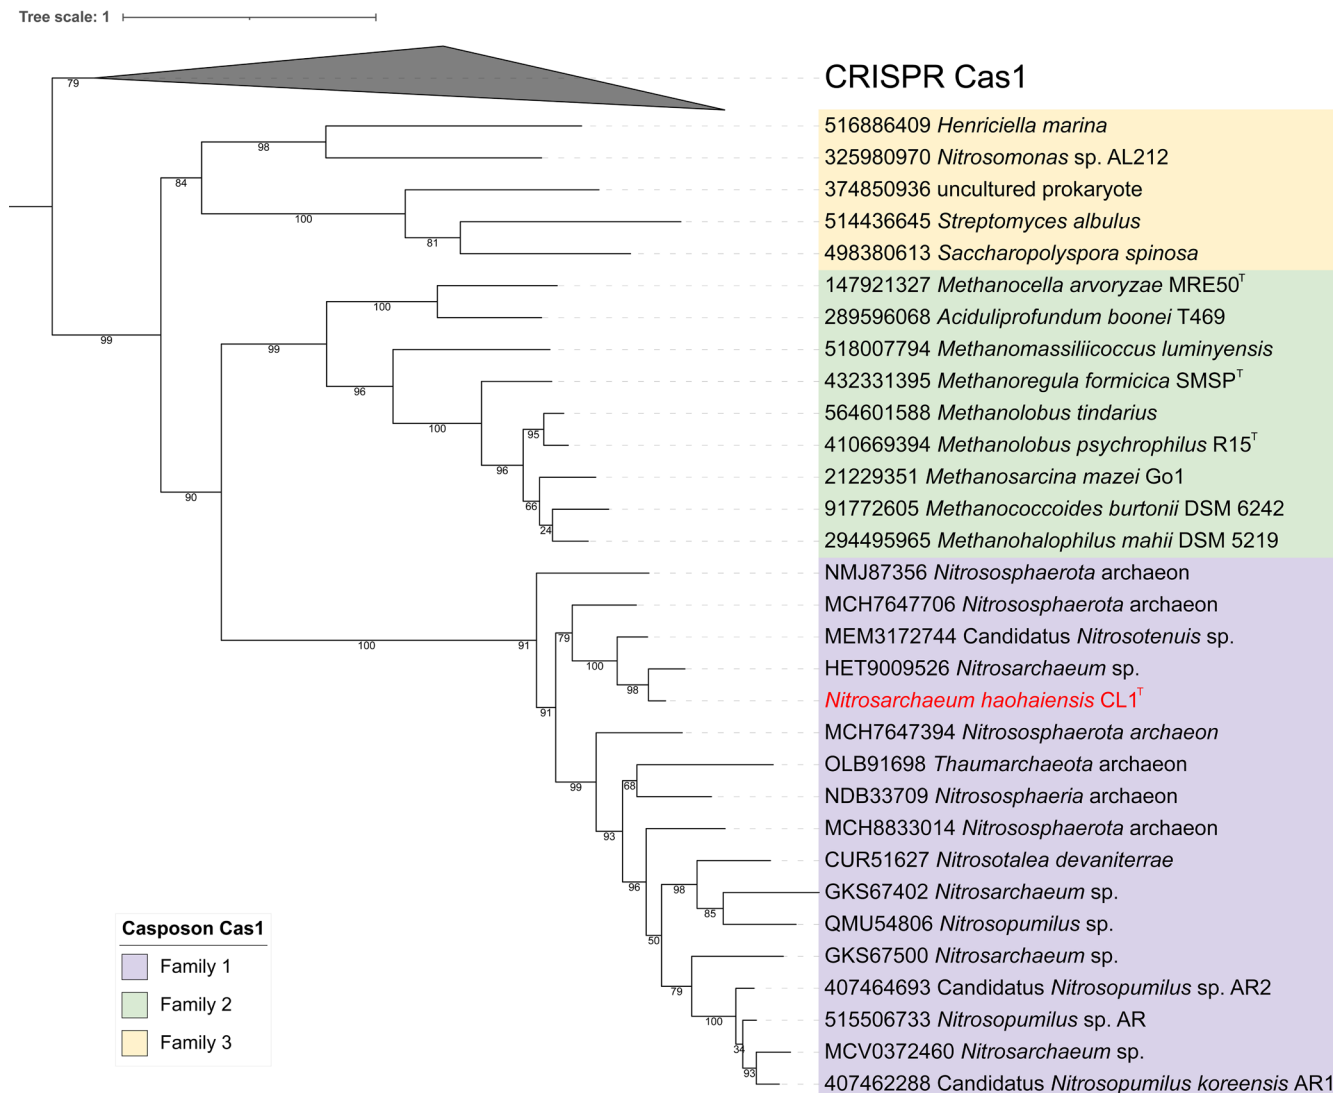 Tree scale: 1
CRISPR Cas1
79
516886409 Henriciella marina
98
325980970 Nitrosomonas sp. AL212
84
374850936 uncultured prokaryote
100
514436645 Streptomyces albulus
81
498380613 Saccharopolyspora spinosa
99
147921327 Methanocella arvoryzae MRE50T
100
289596068 Aciduliprofundum boonei T469
99
518007794 Methanomassiliicoccus luminyensis
96
432331395 Methanoregula formicica SMSPT
564601588 Methanolobus tindarius
100
95
410669394 Methanolobus psychrophilus R15T
96
21229351 Methanosarcina mazei Go1
90
66
91772605 Methanococcoides burtonii DSM 6242
24
294495965 Methanohalophilus mahii DSM 5219
NMJ87356 Nitrososphaerota archaeon
MCH7647706 Nitrososphaerota archaeon
100
91
79
MEM3172744 Candidatus Nitrosotenuis sp.
100
HET9009526 Nitrosarchaeum sp.
98
Nitrosarchaeum haohaiensis CL1T
91
MCH7647394 Nitrososphaerota archaeon
OLB91698 Thaumarchaeota archaeon
99
68
NDB33709 Nitrososphaeria archaeon
93
MCH8833014 Nitrososphaerota archaeon
CUR51627 Nitrosotalea devaniterrae
96
98
GKS67402 Nitrosarchaeum sp.
85
QMU54806 Nitrosopumilus sp.
50
GKS67500 Nitrosarchaeum sp.
79
407464693 Candidatus Nitrosopumilus sp. AR2
100
515506733 Nitrosopumilus sp. AR
34
MCV0372460 Nitrosarchaeum sp.
93
407462288 Candidatus Nitrosopumilus koreensis AR1
Casposon Cas1
Family 1
Family 2
Family 3